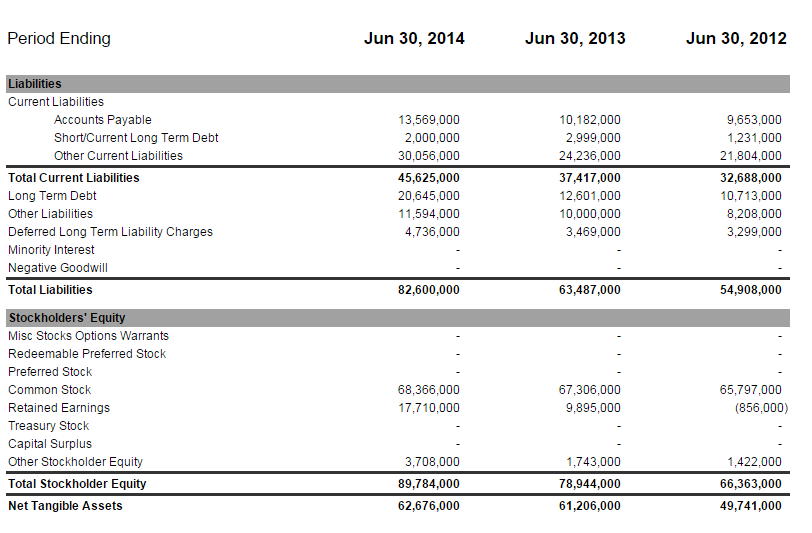 Period Ending Jun 30, 2014 Jun 30, 2013 Jun 30, 2012
Liabilities
Current Liabilities
Accounts Payable 13,569,000 10,182,000 9,653,000
Short/Current Long Term Debt 2,000,000 2,999,000 1,231,000
Other Current Liabilities 30,056,000 24,236,000 21,804,000
Total Current Liabilities 45,625,000 37,417,000 32,688,000
Long Term Debt 20,645,000 12,601,000 10,713,000
Other Liabilities 11,594,000 10,000,000 8,208,000
Deferred Long Term Liability Charges 4,736,000 3,469,000 3,299,000
Minority Interest - - -
Negative Goodwill - - -
Total Liabilities 82,600,000 63,487,000 54,908,000
Stockholders' Equity
Misc Stocks Options Warrants - - -
Redeemable Preferred Stock - - -
Preferred Stock - - -
Common Stock 68,366,000 67,306,000 65,797,000
Retained Earnings 17,710,000 9,895,000 (856,000)
Treasury Stock - - -
Capital Surplus - - -
Other Stockholder Equity 3,708,000 1,743,000 1,422,000
Total Stockholder Equity 89,784,000 78,944,000 66,363,000
Net Tangible Assets 62,676,000 61,206,000 49,741,000